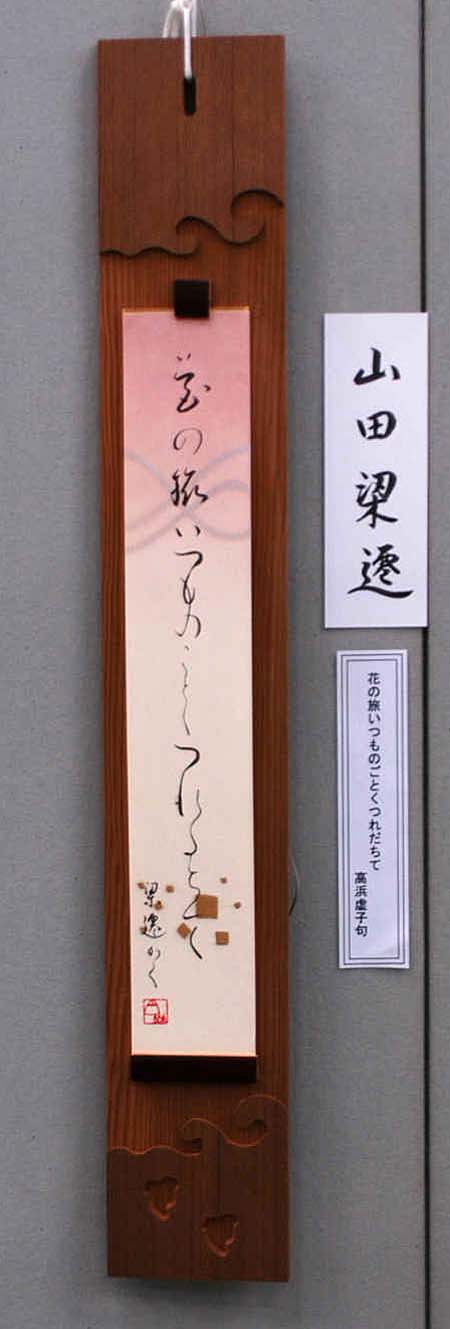 山田梁遷
花の旅いつものごとくつれだちて
高浜虚子句
花の旅いつものことくつれたちて
梁遷かく